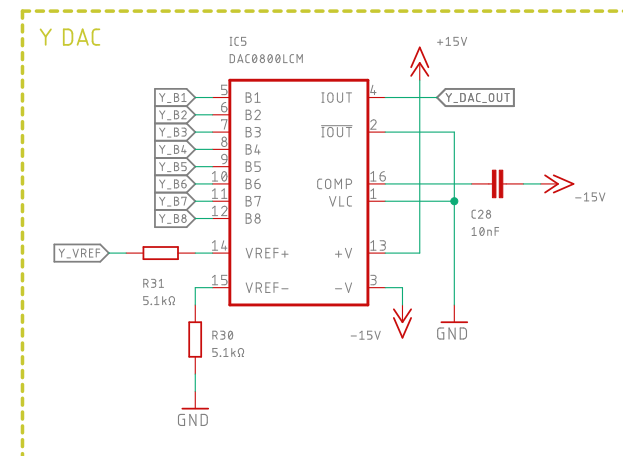 Y DAC
IC5
DAC0800LCM
+15V
Y_B1 5 B1 IOUT 4 Y_DAC_OUT
Y_B2 6 B2
Y_B3 7 B3 IOUT 2
Y_B4 8 B4
Y_B5 9 B5
Y_B6 10 B6 COMP 16
Y_B7 11 B7 VLC 1
Y_B8 12 B8
-15V
C28
10nF
Y_VREF 14 VREF+ +V 13
R31
5.1kΩ
15 VREF- -V 3
R30
5.1kΩ
-15V
GND
GND